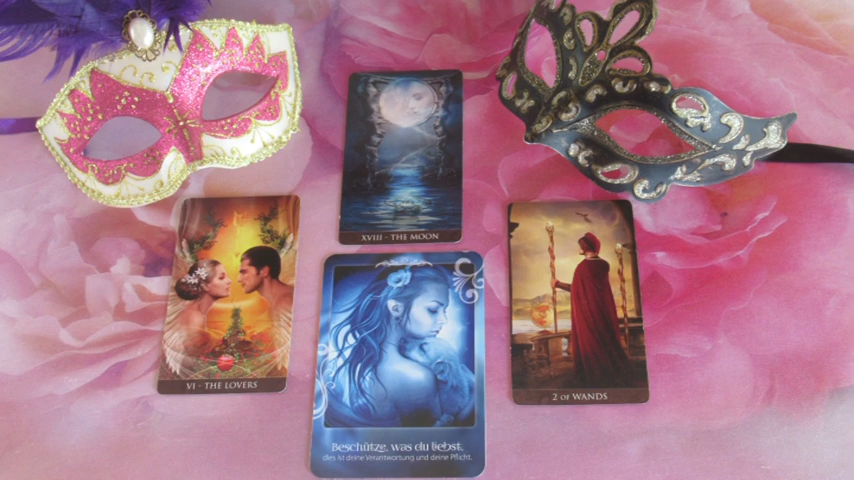 XVIII - THE MOON
VI - THE LOVERS
2 OF WANDS
Beschütze, was du liebst,
dies ist deine Verantwortung und deine Pflicht.